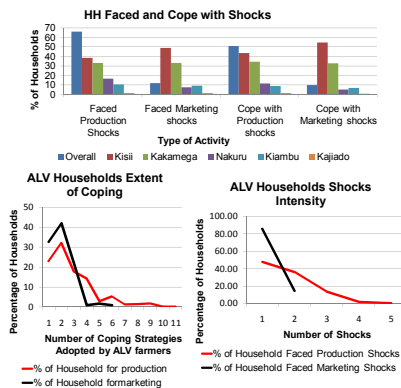 HH Faced and Cope with Shocks
% of Households
70
60
50
40
30
20
10
0
Faced Production Shocks
Faced Marketing shocks
Cope with Production shocks
Cope with Marketing shocks
Type of Activity
Overall Kisii Kakamega Nakuru Kiambu Kajiado
ALV Households Extent
of Coping
Percentage of Households
50
40
30
20
10
0
1 2 3 4 5 6 7 8 9 10 11
Number of Coping Strategies
Adopted by ALV farmers
% of Household for production
% of Household formarketing
ALV Households Shocks
Intensity
Percentage of Households
100.00
80.00
60.00
40.00
20.00
0.00
1 2 3 4 5
Number of Shocks
% of Household Faced Production Shocks
% of Household Faced Marketing Shocks